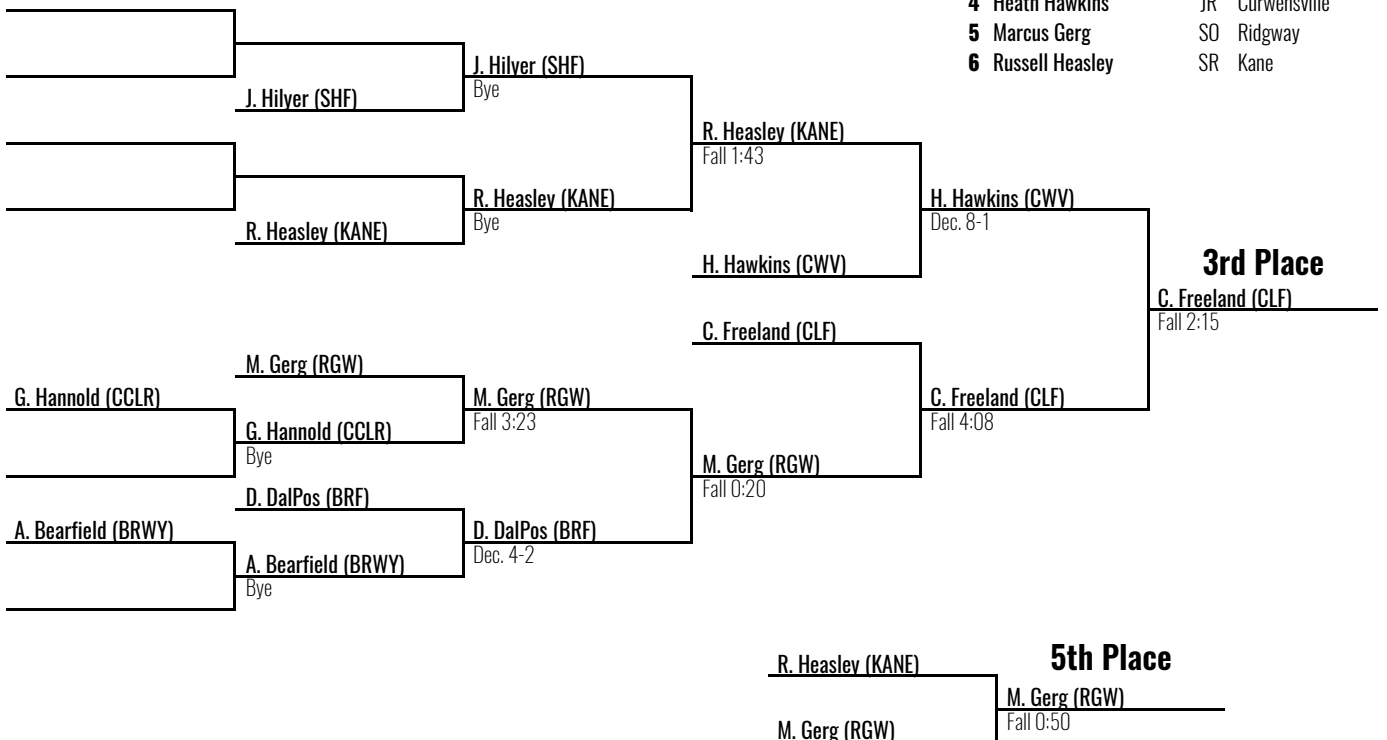 4 Heath Hawkins JR Curwensville
5 Marcus Gerg SO Ridgway
6 Russell Heasley SR Kane
J. Hilyer (SHF)
Bye
J. Hilyer (SHF)
R. Heasley (KANE)
Fall 1:43
R. Heasley (KANE)
Bye
H. Hawkins (CWV)
Dec. 8-1
R. Heasley (KANE)
H. Hawkins (CWV)
3rd Place
C. Freeland (CLF)
Fall 2:15
C. Freeland (CLF)
M. Gerg (RGW)
G. Hannold (CCLR)
M. Gerg (RGW)
Fall 3:23
C. Freeland (CLF)
Fall 4:08
G. Hannold (CCLR)
Bye
M. Gerg (RGW)
Fall 0:20
D. DalPos (BRF)
A. Bearfield (BRWY)
D. DalPos (BRF)
Dec. 4-2
A. Bearfield (BRWY)
Bye
5th Place
R. Heasley (KANE)
M. Gerg (RGW)
Fall 0:50
M. Gerg (RGW)